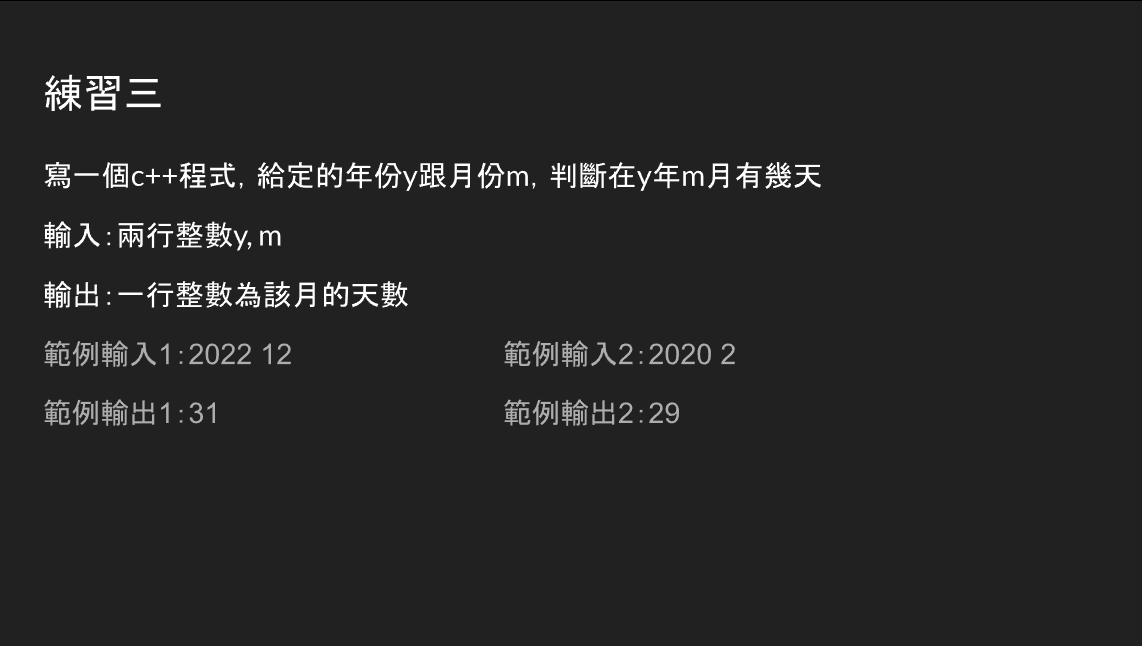 練習三
寫一個c++程式，給定的年份y跟月份m，判斷在y年m月有幾天
輸入：兩行整數y, m
輸出：一行整數為該月的天數
範例輸入1：2022 12
範例輸出1：31
範例輸入2：2020 2
範例輸出2：29